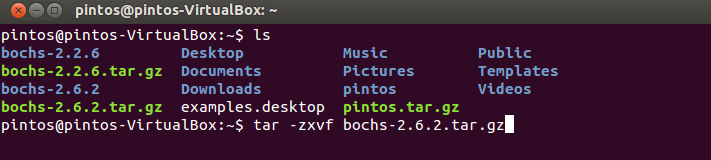 pintos@pintos-VirtualBox: ~
pintos@pintos-VirtualBox:~$ ls
bochs-2.2.6 Desktop Music Public
bochs-2.2.6.tar.gz Documents Pictures Templates
bochs-2.6.2 Downloads pintos Videos
bochs-2.6.2.tar.gz examples.desktop pintos.tar.gz
pintos@pintos-VirtualBox:~$ tar -zxvf bochs-2.6.2.tar.gz